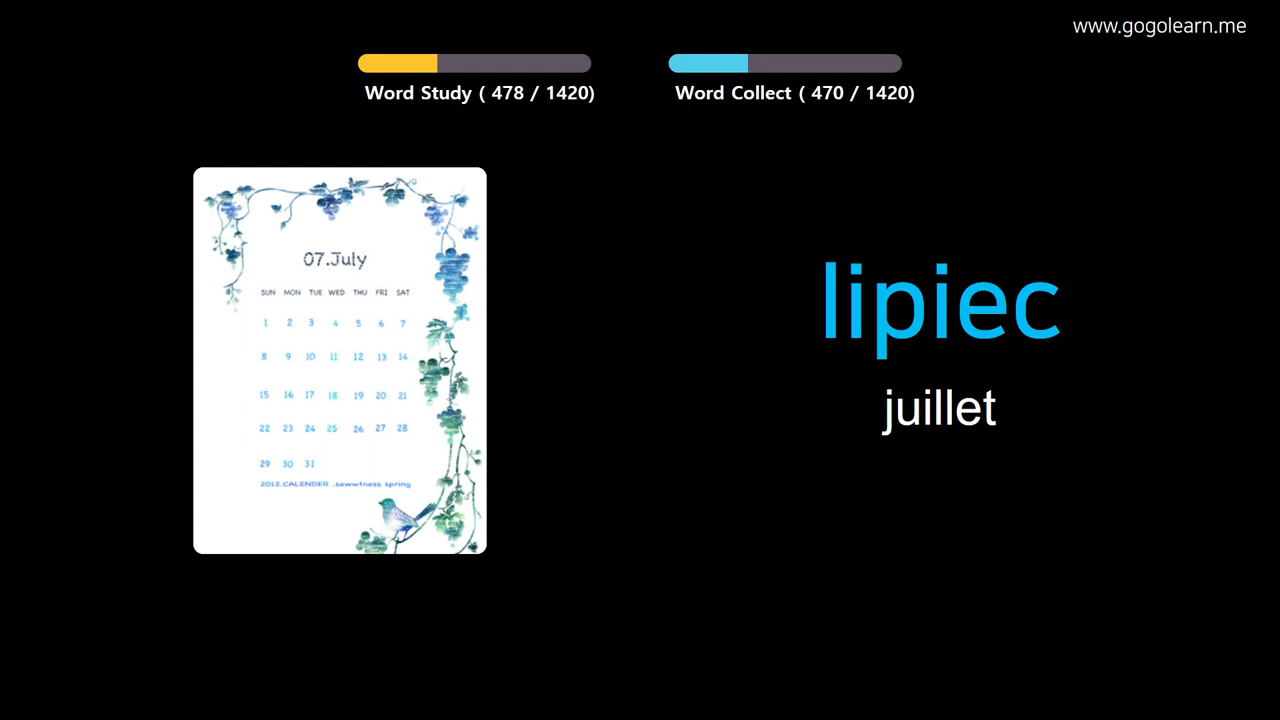 www.gogolearn.me
Word Study ( 478 / 1420)
Word Collect ( 470 / 1420)
07.July
SUN MON TUE WED THU FRI SAT
1 2 3 4 5 6 7
8 9 10 11 12 13 14
15 16 17 18 19 20 21
22 23 24 25 26 27 28
29 30 31
2012.CALENDER .sewwtness spring
lipiec
juillet